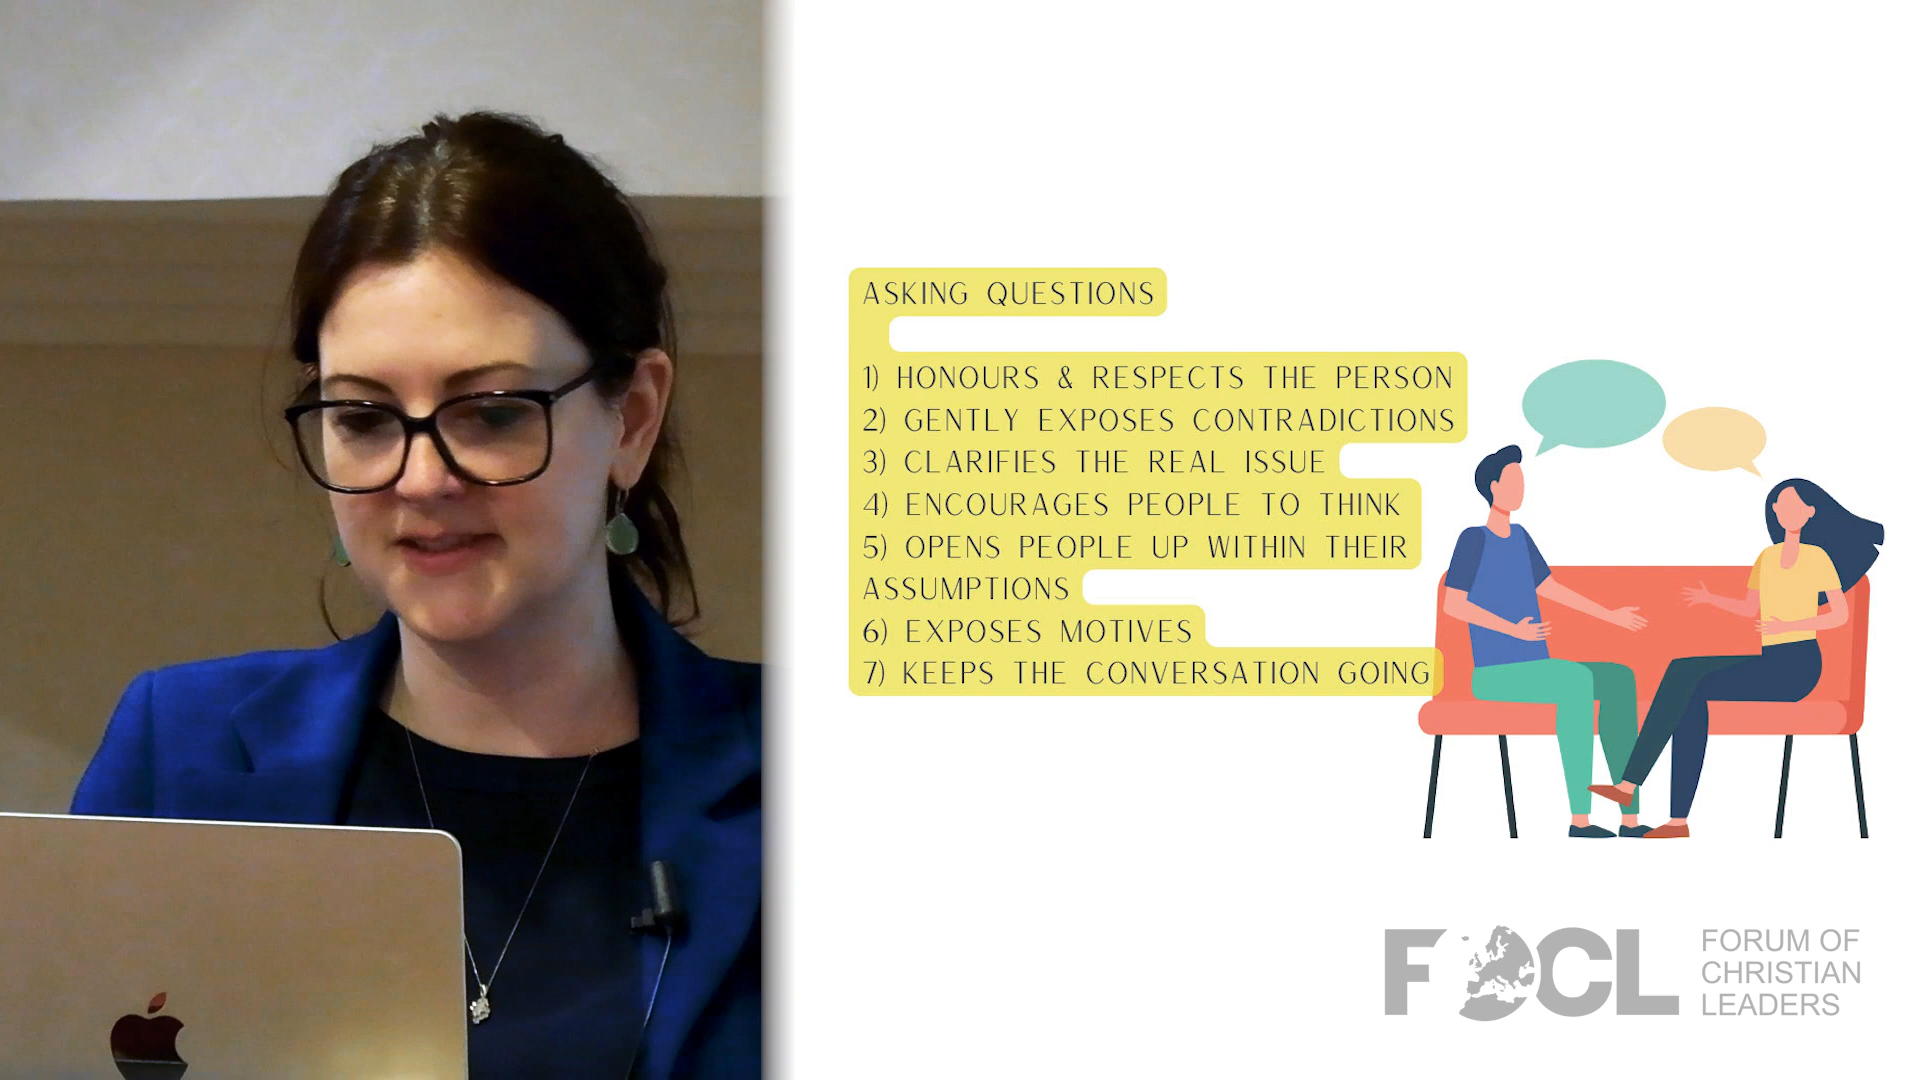 ASKING QUESTIONS
1) HONOURS & RESPECTS THE PERSON
2) GENTLY EXPOSES CONTRADICTIONS
3) CLARIFIES THE REAL ISSUE
4) ENCOURAGES PEOPLE TO THINK
5) OPENS PEOPLE UP WITHIN THEIR
ASSUMPTIONS
6) EXPOSES MOTIVES
7) KEEPS THE CONVERSATION GOING
FOCL
FORUM OF
CHRISTIAN
LEADERS